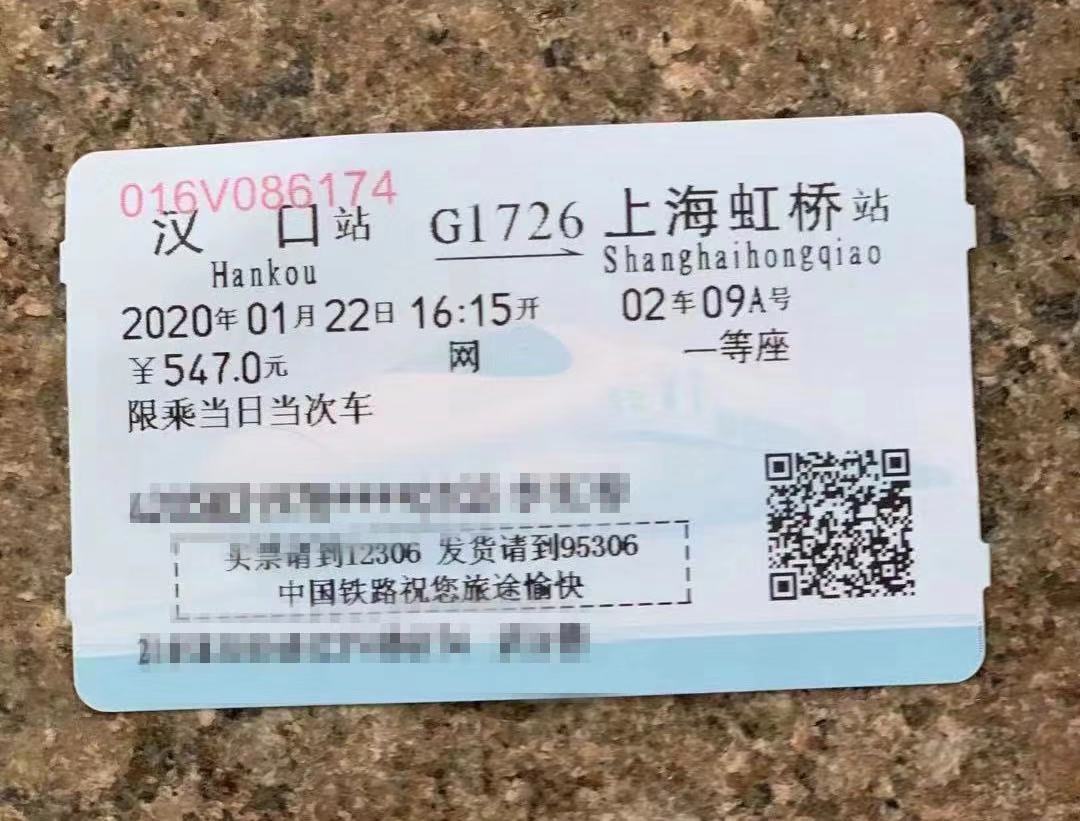 016V086174
汉口站 G1726 上海虹桥站
Hankou Shanghaihongqiao
2020年01月22日 16:15开 02车09A号
￥547.0元 网 一等座
限乘当日当次车
买票请到12306 发货请到95306
中国铁路祝您旅途愉快